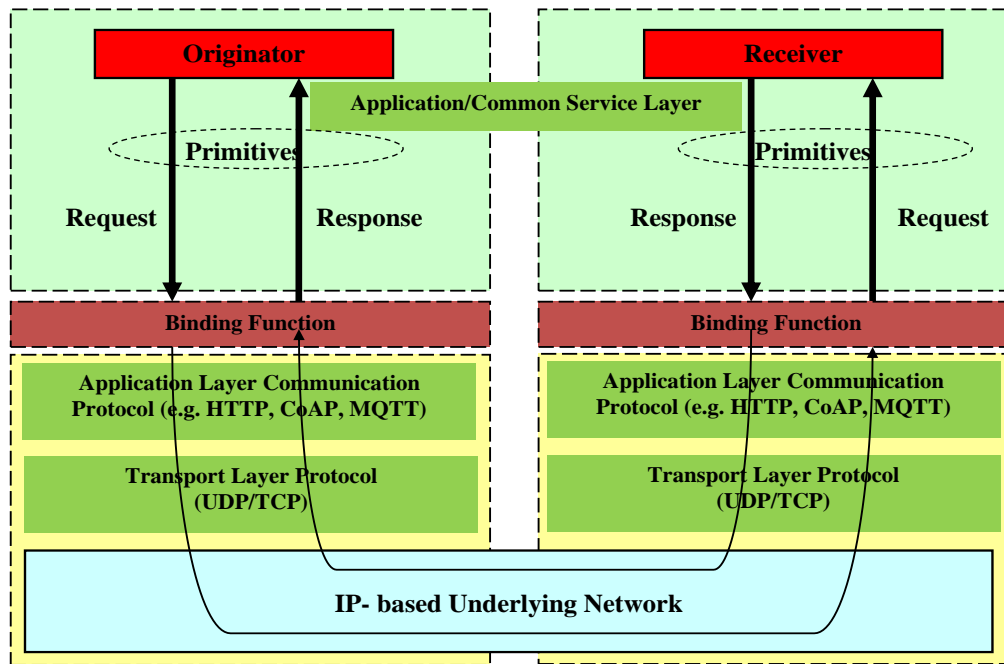 Originator
Receiver
Application/Common Service Layer
Primitives
Primitives
Request
Response
Response
Request
Binding Function
Binding Function
Application Layer Communication
Protocol (e.g. HTTP, CoAP, MQTT)
Application Layer Communication
Protocol (e.g. HTTP, CoAP, MQTT)
Transport Layer Protocol
(UDP/TCP)
Transport Layer Protocol
(UDP/TCP)
IP- based Underlying Network